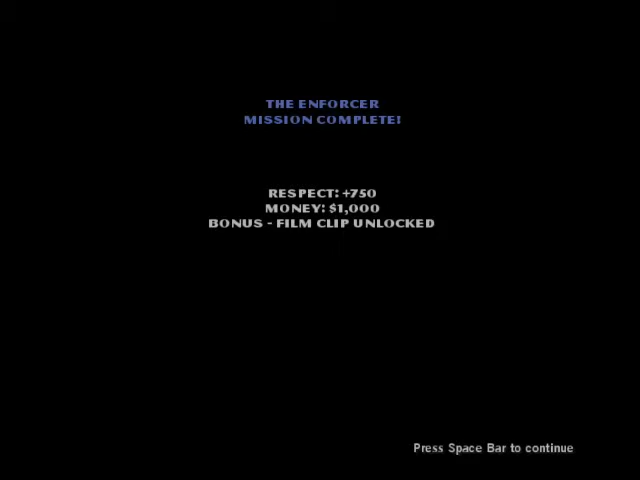 THE ENFORCER
MISSION COMPLETE!
RESPECT: +750
MONEY: $1,000
BONUS - FILM CLIP UNLOCKED
Press Space Bar to continue